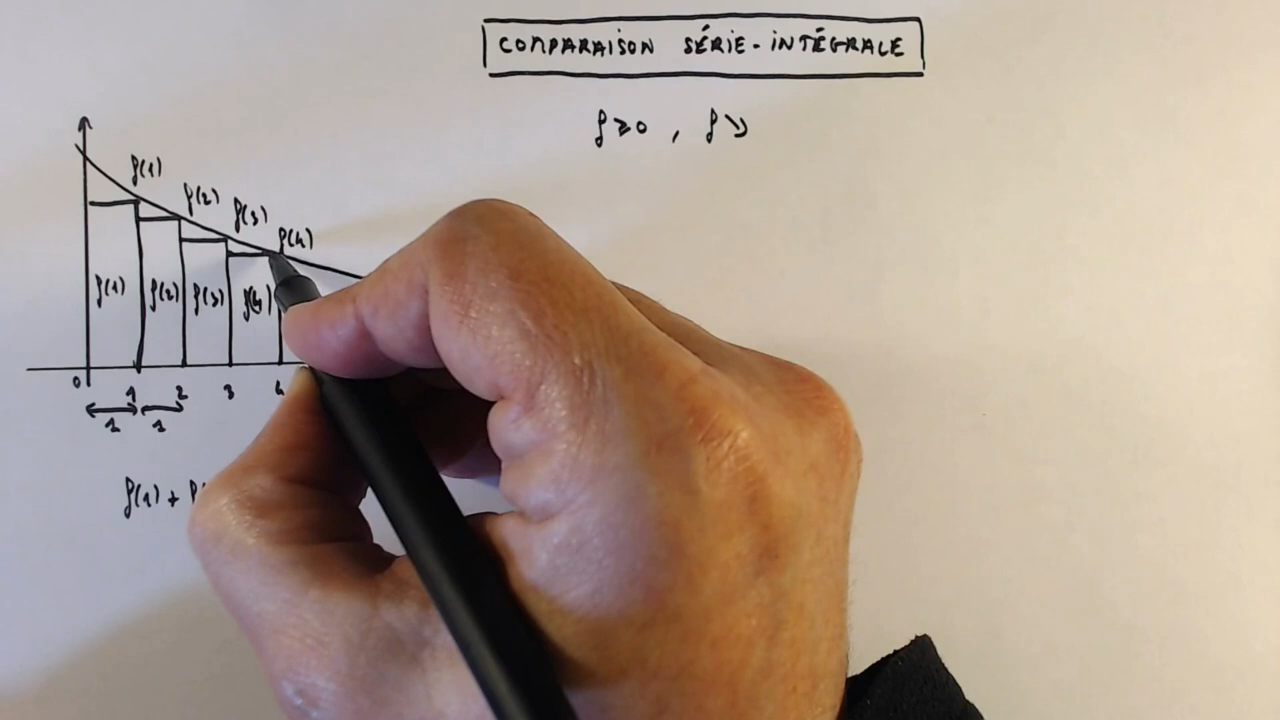 COMPARAISON SÉRIE-INTÉGRALE
f≥0 , f↘
f(1) f(2) f(3) f(4)
f(1) f(2) f(3) f(4)
0 1 2 3 4
1 1
f(1) +